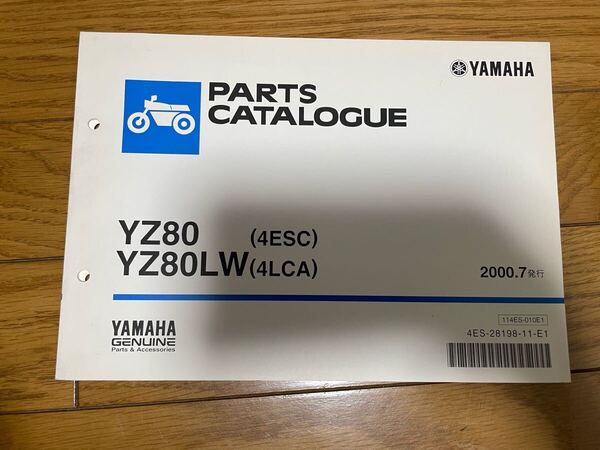 YAMAHA
PARTS
CATALOGUE
YZ80 (4ESC)
YZ80LW(4LCA)
2000.7発行
114ES-010E1
4ES-28198-11-E1
YAMAHA
GENUINE
Parts & Accessories